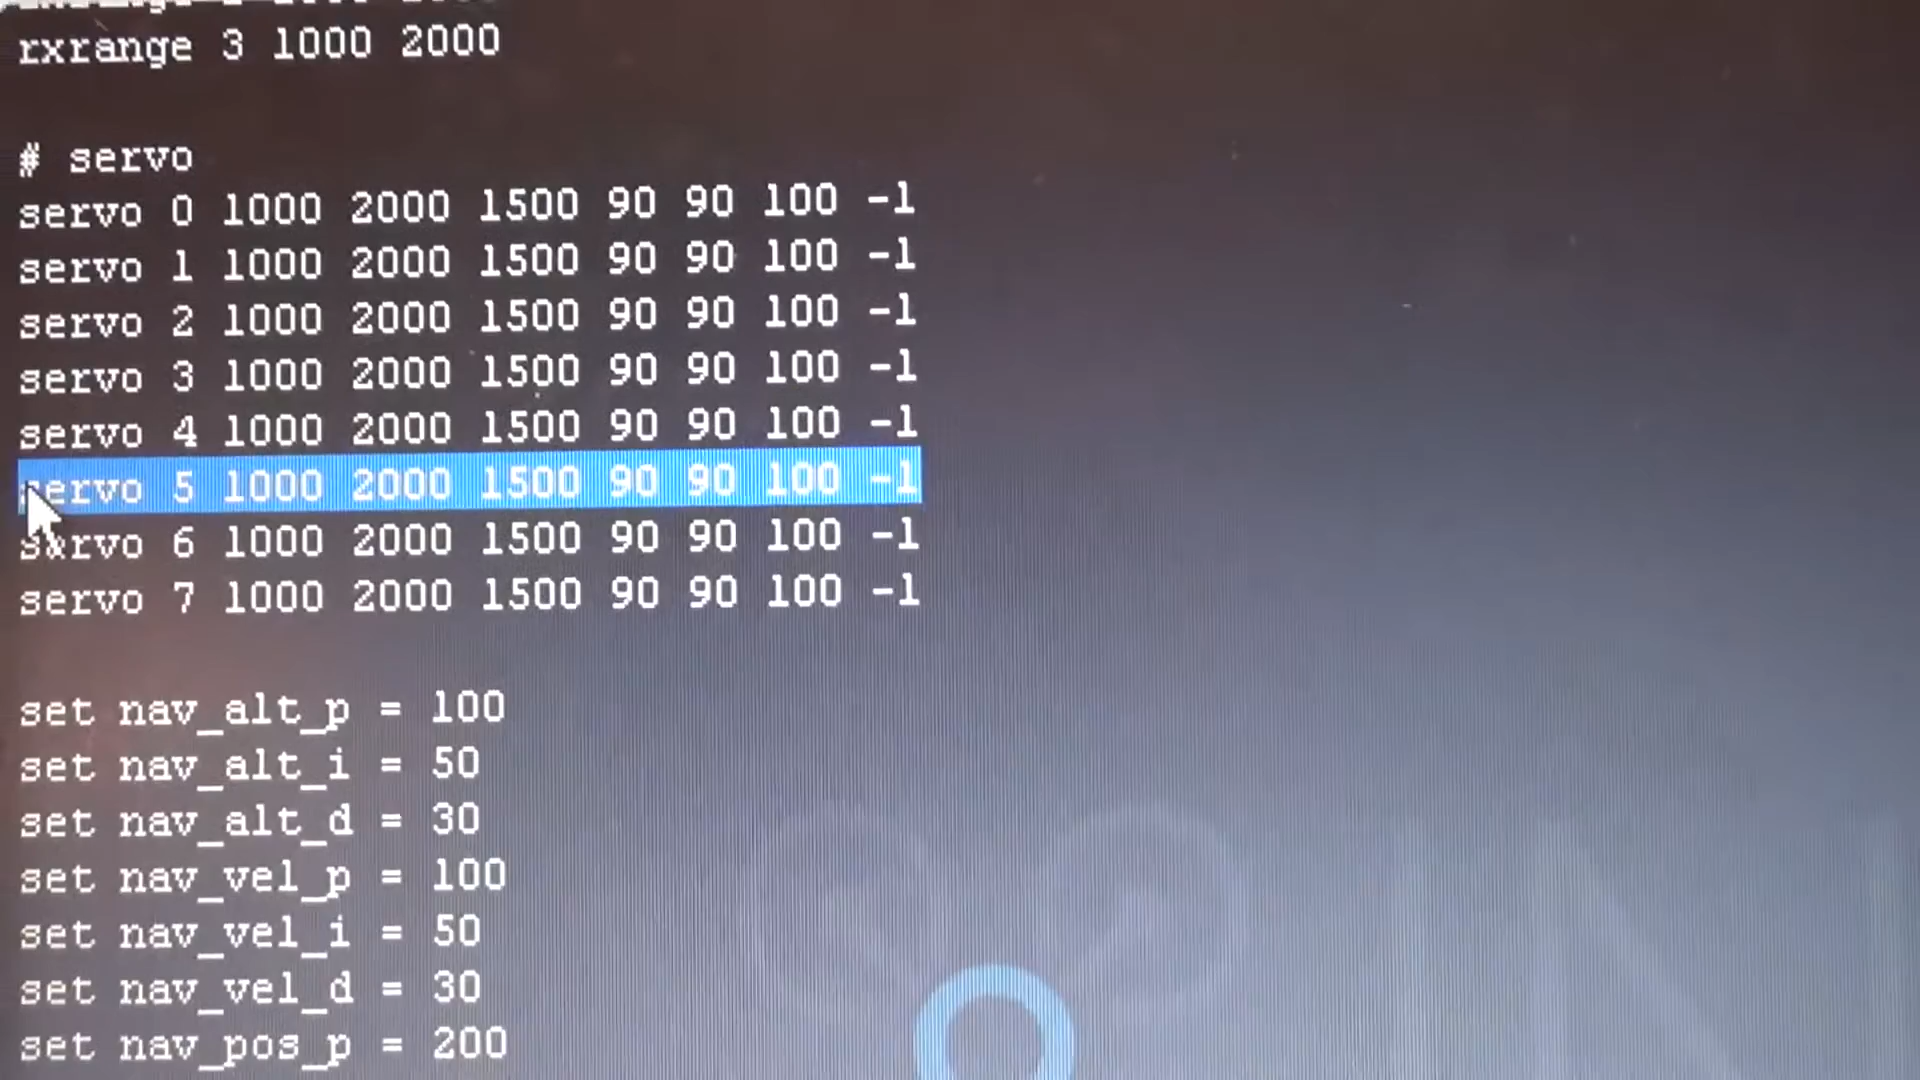 rxrange 3 1000 2000
# servo
servo 0 1000 2000 1500 90 90 100 -1
servo 1 1000 2000 1500 90 90 100 -1
servo 2 1000 2000 1500 90 90 100 -1
servo 3 1000 2000 1500 90 90 100 -1
servo 4 1000 2000 1500 90 90 100 -1
servo 5 1000 2000 1500 90 90 100 -1
servo 6 1000 2000 1500 90 90 100 -1
servo 7 1000 2000 1500 90 90 100 -1
set nav_alt_p = 100
set nav_alt_i = 50
set nav_alt_d = 30
set nav_vel_p = 100
set nav_vel_i = 50
set nav_vel_d = 30
set nav_pos_p = 200